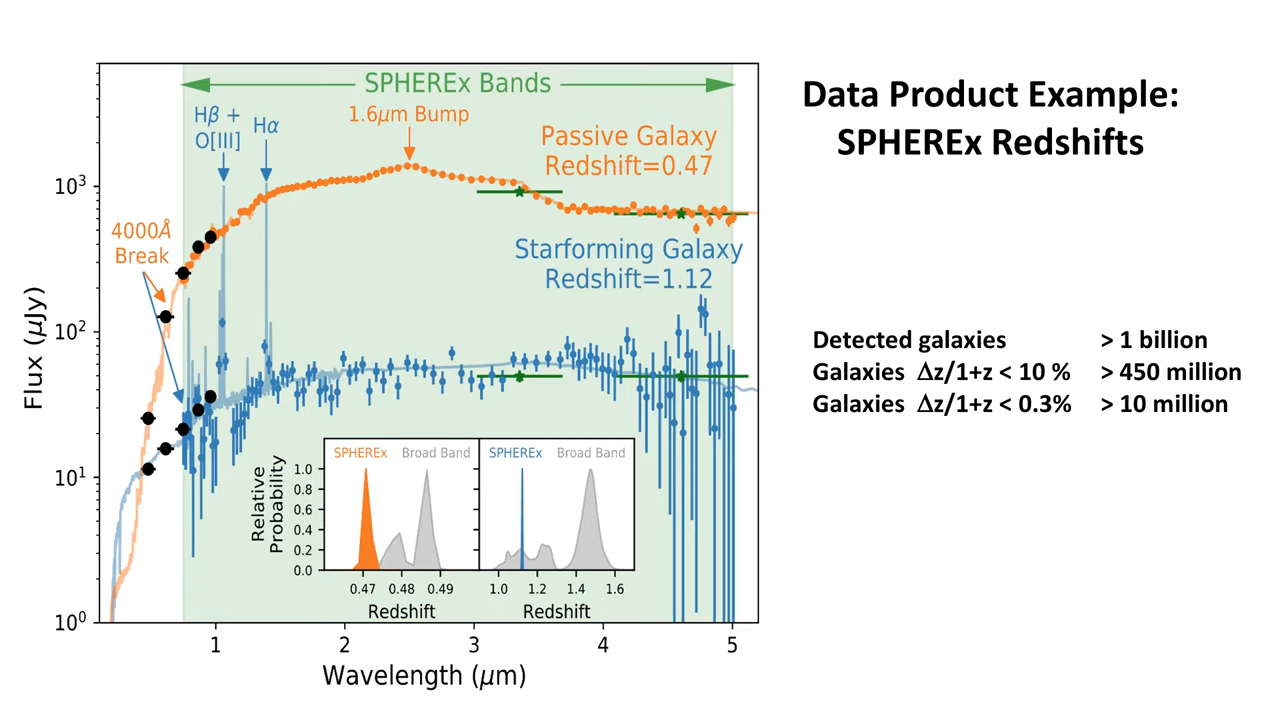 Data Product Example:
SPHEREx Redshifts
SPHEREx Bands
Hβ +
O[III]
Hα
1.6μm Bump
Passive Galaxy
Redshift=0.47
4000Å
Break
Starforming Galaxy
Redshift=1.12
Flux (μJy)
10³
10²
10¹
10⁰
1 2 3 4 5
Wavelength (μm)
SPHEREx Broad Band
SPHEREx Broad Band
Relative
Probability
1.0
0.8
0.6
0.4
0.2
0.0
0.47 0.48 0.49
1.0 1.2 1.4 1.6
Redshift
Redshift
Detected galaxies > 1 billion
Galaxies Δz/1+z < 10 % > 450 million
Galaxies Δz/1+z < 0.3% > 10 million